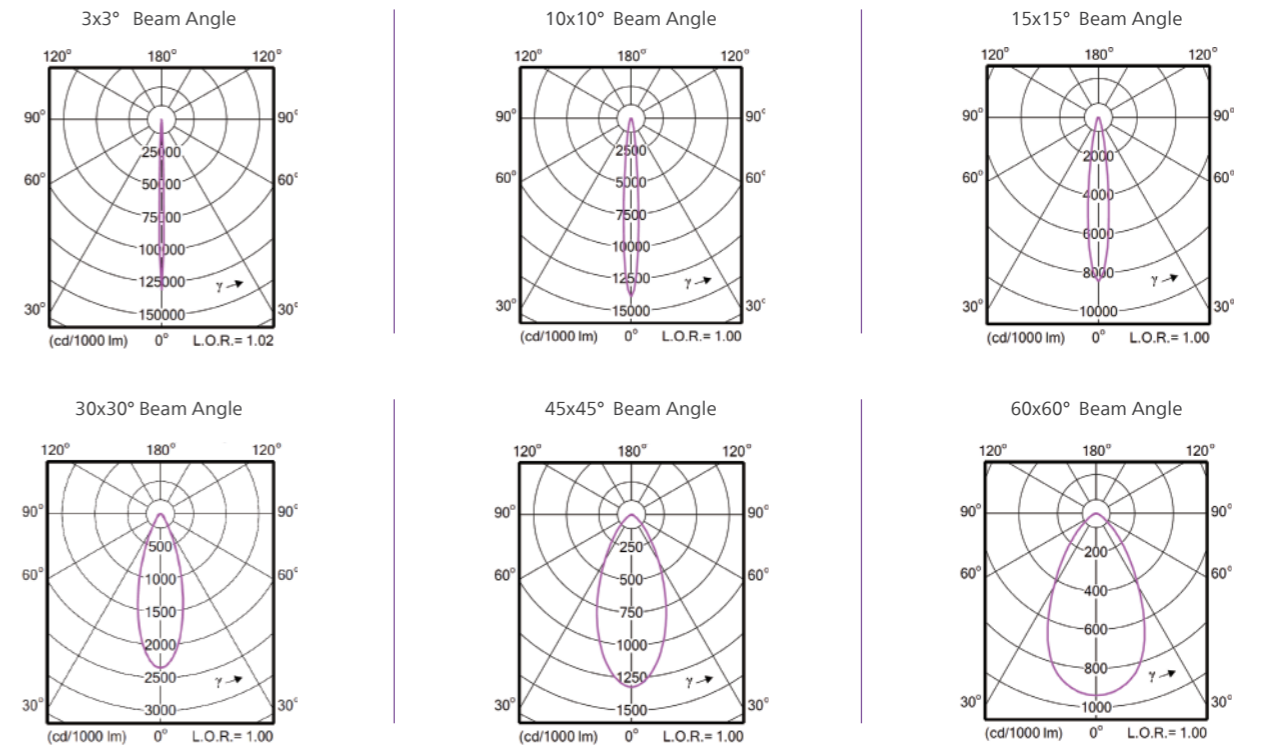 3x3° Beam Angle
120° 180° 120°
90° 90°
25000
60° 50000 60°
75000
100000
125000 γ
30° 30°
150000
(cd/1000 lm) 0° L.O.R.= 1.02
10x10° Beam Angle
120° 180° 120°
90° 90°
2500
60° 5000 60°
7500
10000
12500 γ
30° 15000 30°
(cd/1000 lm) 0° L.O.R.= 1.00
15x15° Beam Angle
120° 180° 120°
90° 90°
2000
60° 60°
4000
6000
8000 γ
30° 10000 30°
(cd/1000 lm) 0° L.O.R.= 1.00
30x30° Beam Angle
120° 180° 120°
90° 90°
500
60° 1000 60°
1500
2000
2500 γ
30° 3000 30°
(cd/1000 lm) 0° L.O.R.= 1.00
45x45° Beam Angle
120° 180° 120°
90° 90°
250
60° 500 60°
750
1000
1250 γ
30° 1500 30°
(cd/1000 lm) 0° L.O.R.= 1.00
60x60° Beam Angle
120° 180° 120°
90° 90°
200
60° 60°
400
600
800 γ
30° 1000 30°
(cd/1000 lm) 0° L.O.R.= 1.00